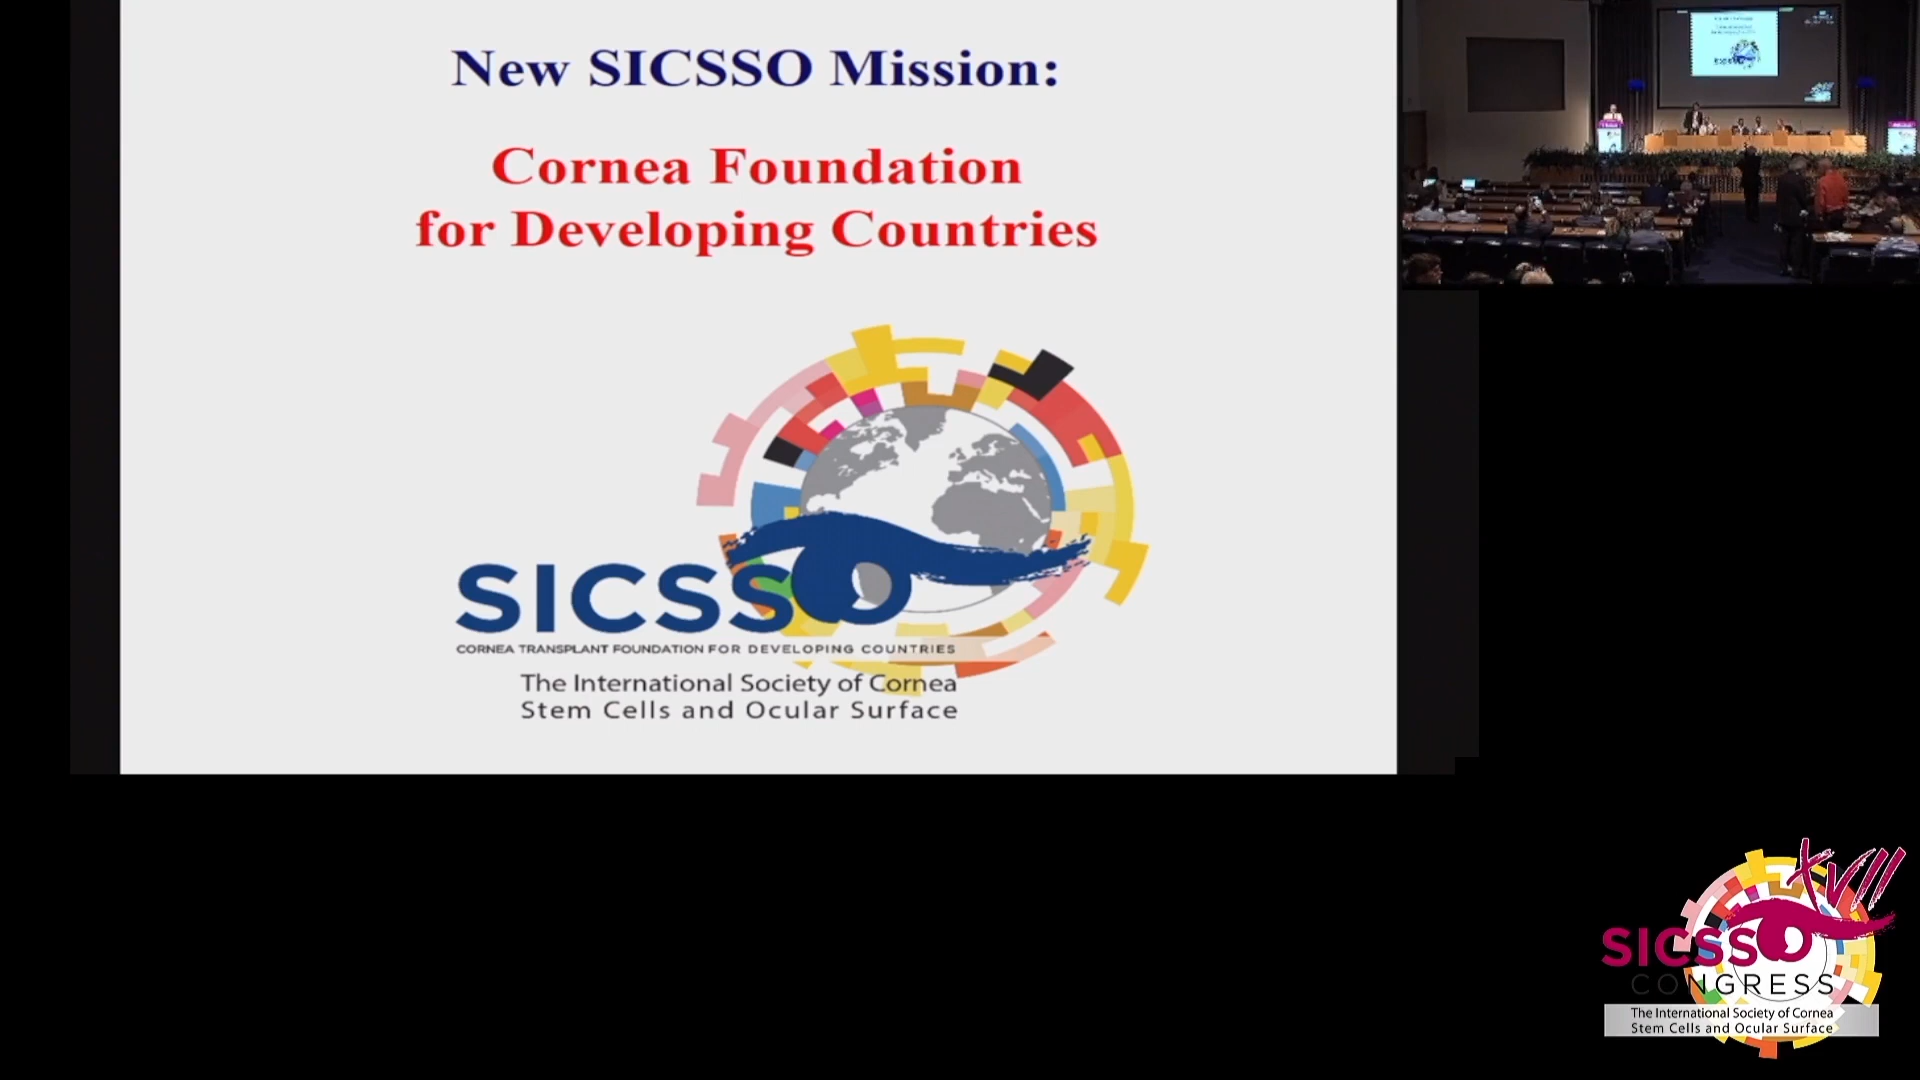 New SICSSO Mission:
Cornea Foundation
for Developing Countries
SICSSO
CORNEA TRANSPLANT FOUNDATION FOR DEVELOPING COUNTRIES
The International Society of Cornea
Stem Cells and Ocular Surface
XVII
SICSSO
CONGRESS
The International Society of Cornea
Stem Cells and Ocular Surface